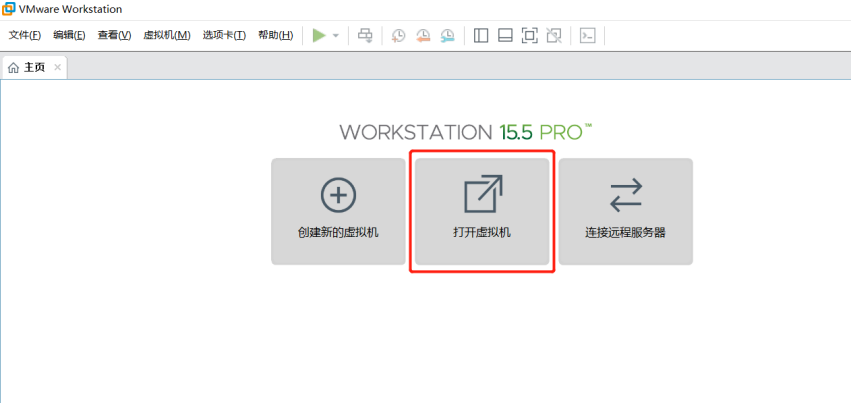 VMware Workstation
文件(F) 编辑(E) 查看(V) 虚拟机(M) 选项卡(T) 帮助(H)
主页
WORKSTATION 15.5 PRO™
创建新的虚拟机 打开虚拟机 连接远程服务器